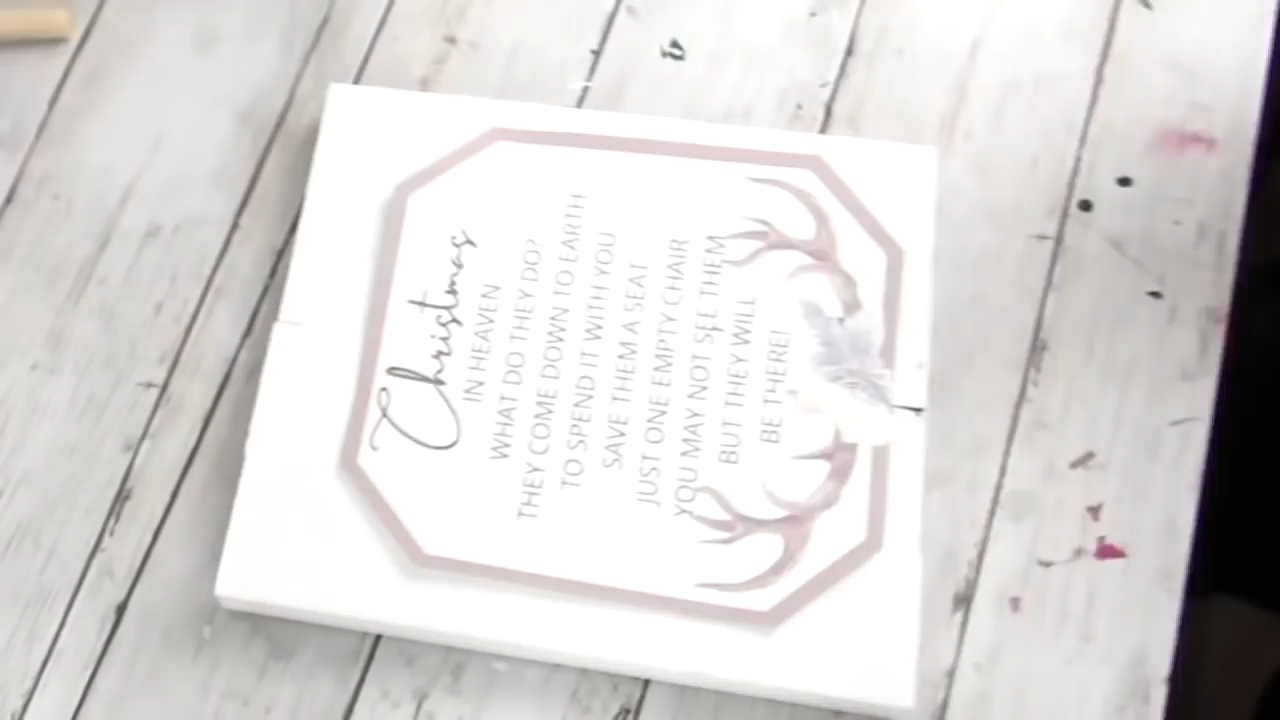 Christmas
IN HEAVEN
WHAT DO THEY DO?
THEY COME DOWN TO EARTH
TO SPEND IT WITH YOU
SAVE THEM A SEAT
JUST ONE EMPTY CHAIR
YOU MAY NOT SEE THEM
BUT THEY WILL
BE THERE!